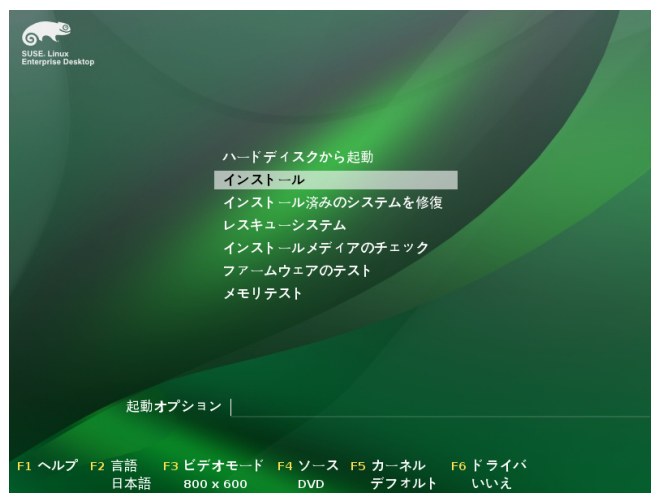 SUSE. Linux
Enterprise Desktop
ハードディスクから起動
インストール
インストール済みのシステムを修復
レスキューシステム
インストールメディアのチェック
ファームウェアのテスト
メモリテスト
起動オプション
F1 ヘルプ F2 言語 F3 ビデオモード F4 ソース F5 カーネル F6 ドライバ
日本語 800 x 600 DVD デフォルト いいえ